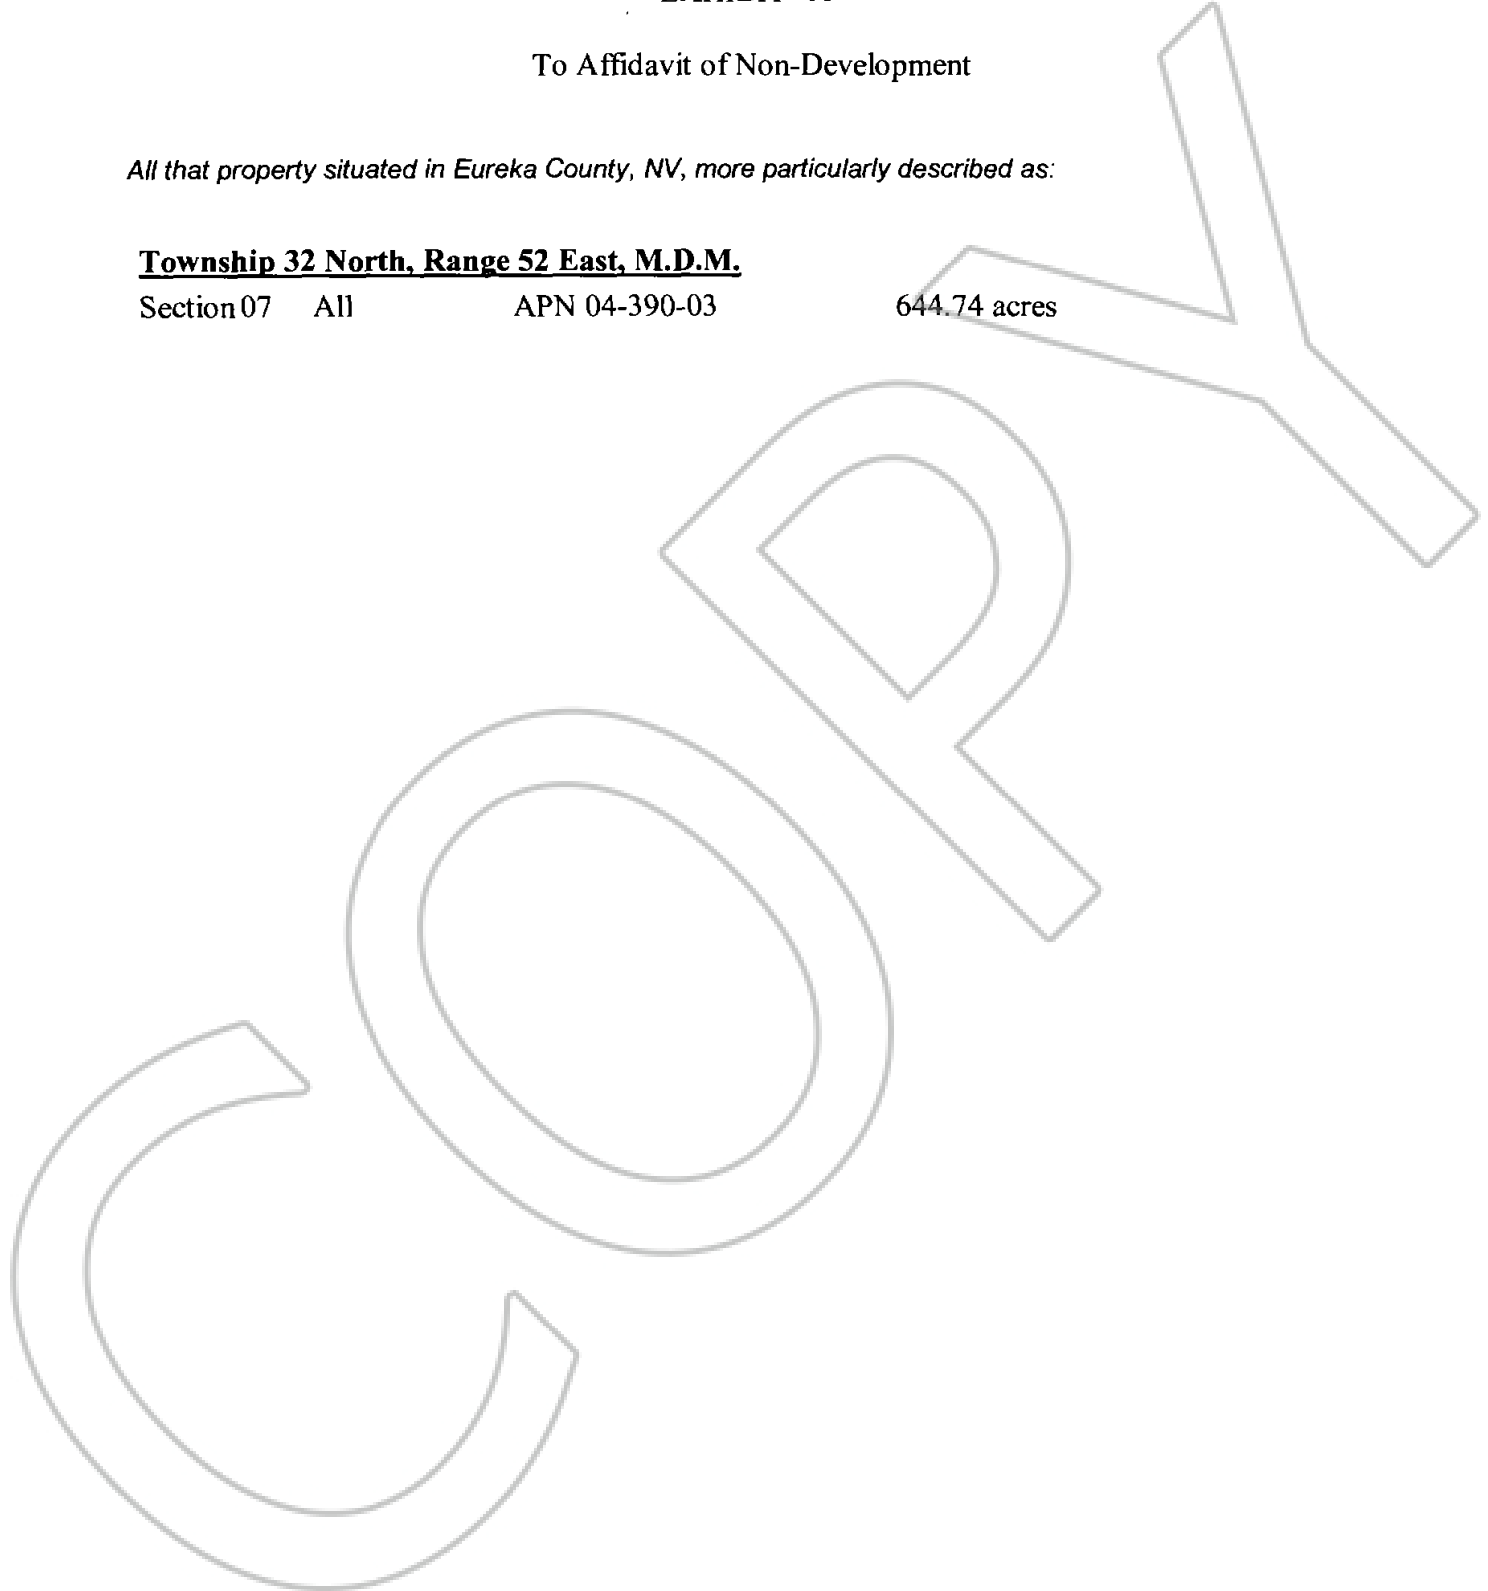 To Affidavit of Non-Development
All that property situated in Eureka County, NV, more particularly described as:
Township 32 North, Range 52 East, M.D.M.
Section 07 All APN 04-390-03 644.74 acres
COPY